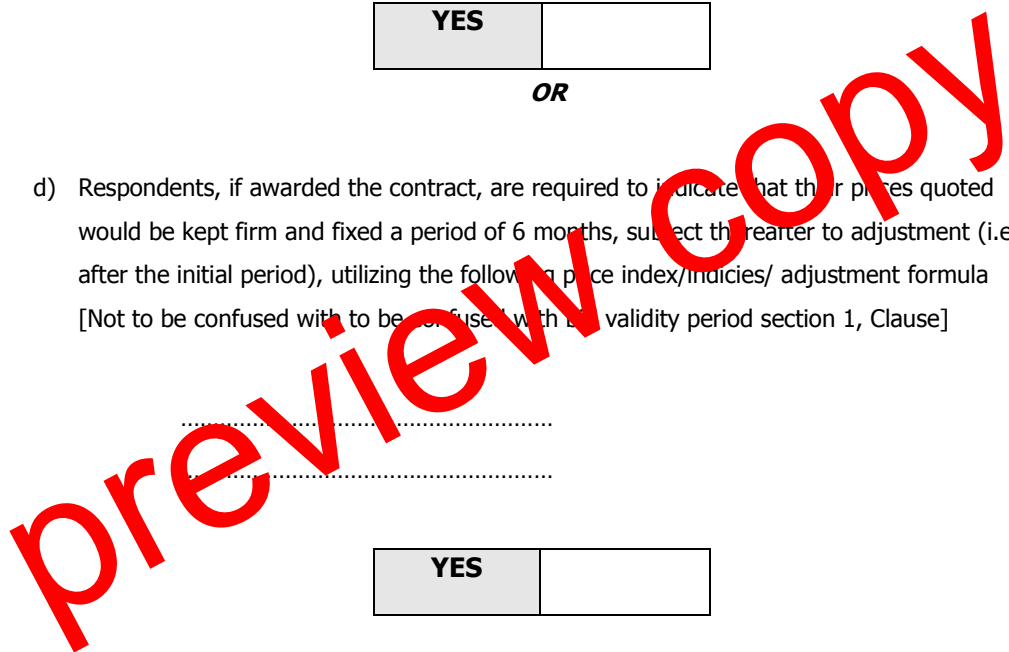 YES
OR
d) Respondents, if awarded the contract, are required to indicate that their prices quoted
would be kept firm and fixed a period of 6 months, subject thereafter to adjustment (i.e
after the initial period), utilizing the following price index/indicies/ adjustment formula
[Not to be confused with to be confused with validity period section 1, Clause]
..........................................................
..........................................................
YES
preview copy